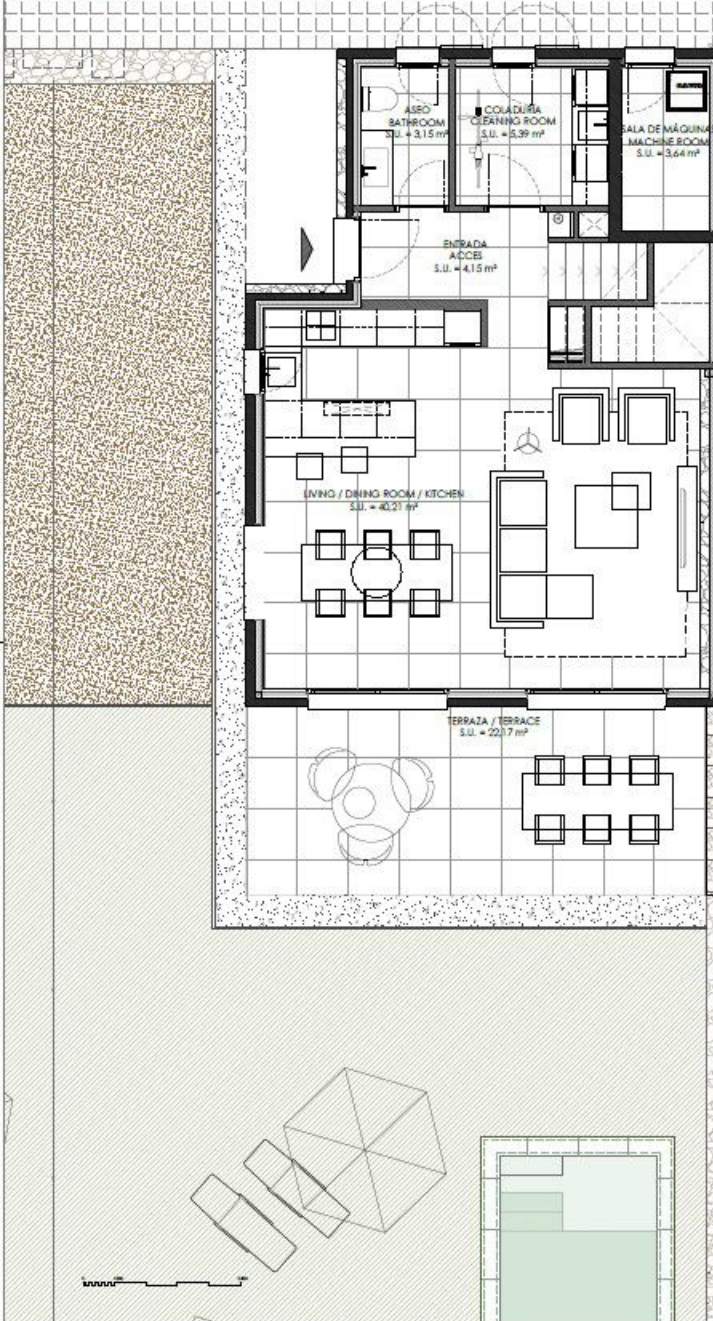 ASEO
BATHROOM
S.U. = 3,15 m²
COLADURIA
CLEANING ROOM
S.U. = 5,39 m²
SALA DE MÁQUINAS
MACHINE ROOM
S.U. = 3,64 m²
ENTRADA
ACCES
S.U. = 4,15 m²
LIVING / DINING ROOM / KITCHEN
S.U. = 40,21 m²
TERRAZA / TERRACE
S.U. = 22,17 m²